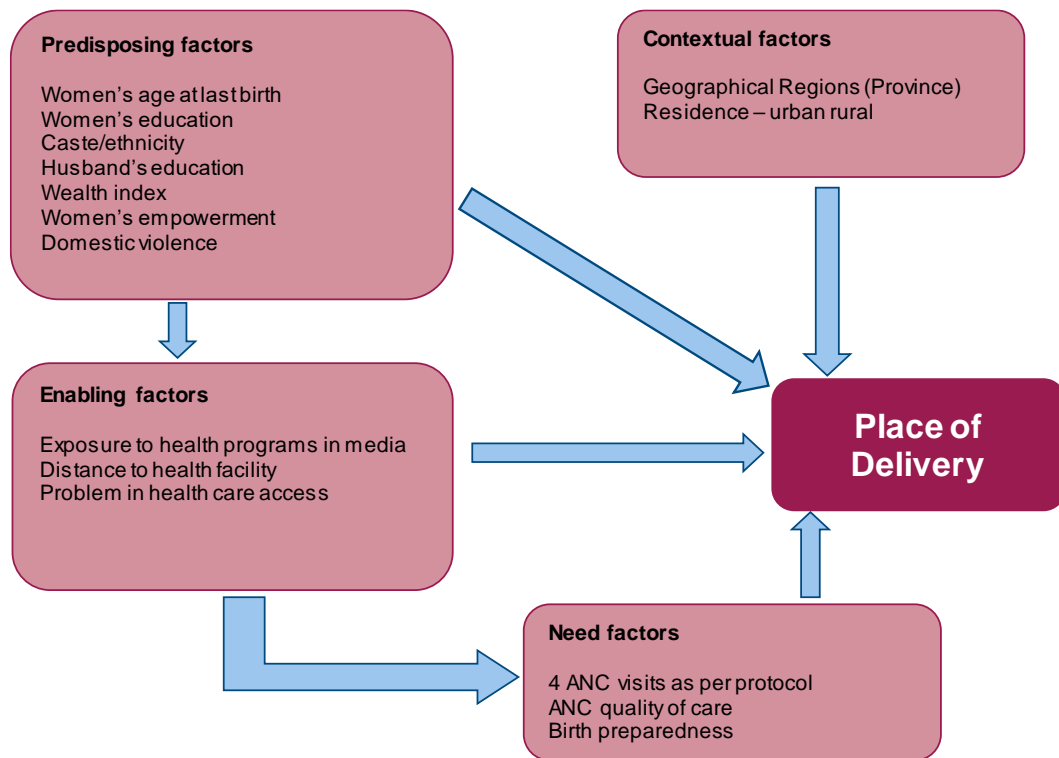 Predisposing factors
Women's age at last birth
Women's education
Caste/ethnicity
Husband's education
Wealth index
Women's empowerment
Domestic violence
Contextual factors
Geographical Regions (Province)
Residence – urban rural
Enabling factors
Exposure to health programs in media
Distance to health facility
Problem in health care access
Place of
Delivery
Need factors
4 ANC visits as per protocol
ANC quality of care
Birth preparedness